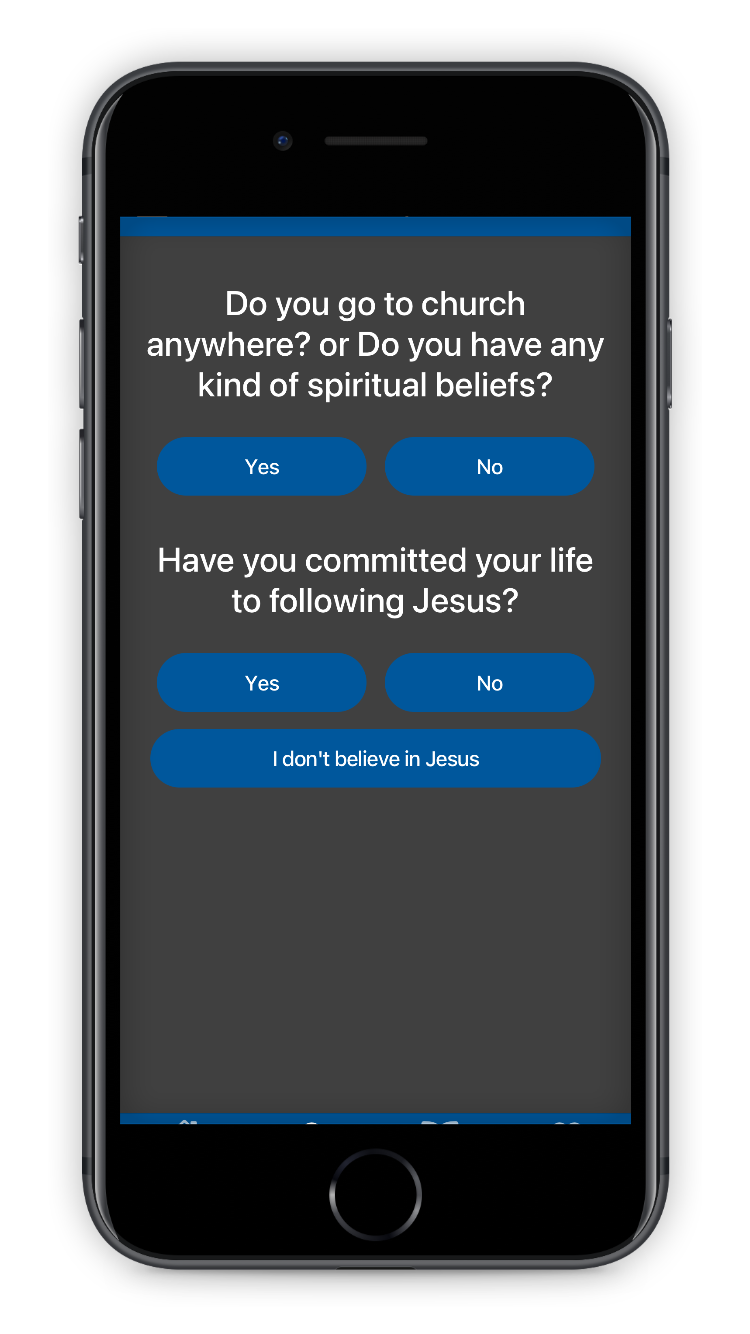 Do you go to church
anywhere? or Do you have any
kind of spiritual beliefs?
Yes
No
Have you committed your life
to following Jesus?
Yes
No
I don't believe in Jesus